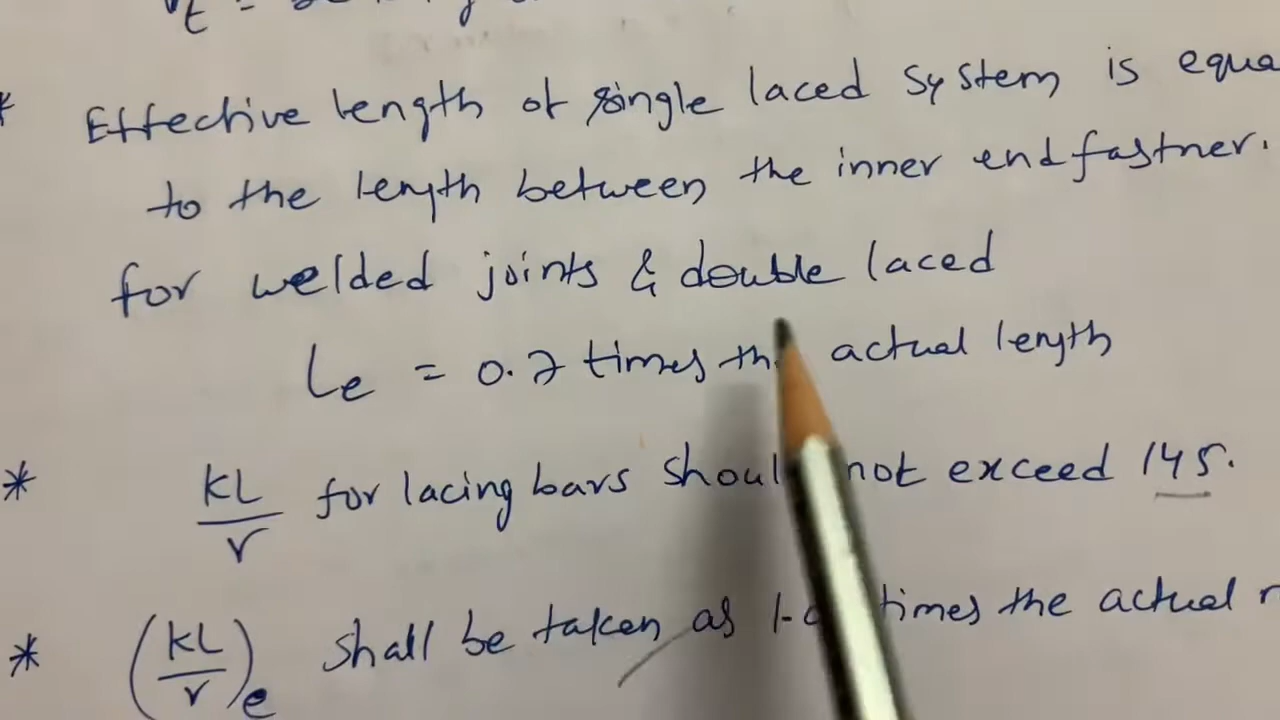 * Effective length of single laced system is equa
to the length between the inner end fastner.
for welded joints & double laced
le = 0.7 times the actual length
* KL/r for lacing bars should not exceed 145.
* (KL/r)e shall be taken as times the actual